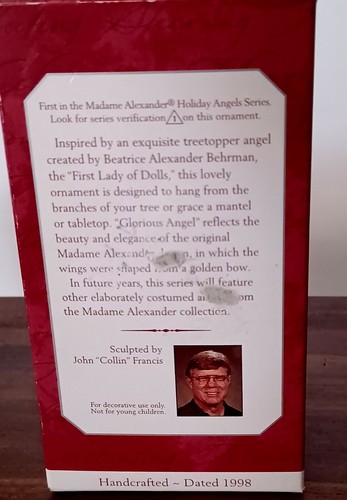 First in the Madame Alexander® Holiday Angels Series.
Look for series verification 1 on this ornament.
Inspired by an exquisite treetopper angel
created by Beatrice Alexander Behrman,
the “First Lady of Dolls,” this lovely
ornament is designed to hang from the
branches of your tree or grace a mantel
or tabletop. “Glorious Angel” reflects the
beauty and elegance of the original
Madame in which the
wings were shaped a golden bow.
In future years, this series will feature
other elaborately costumed
the Madame Alexander collection.
Sculpted by
John “Collin” Francis
For decorative use only.
Not for young children.
Handcrafted ~ Dated 1998